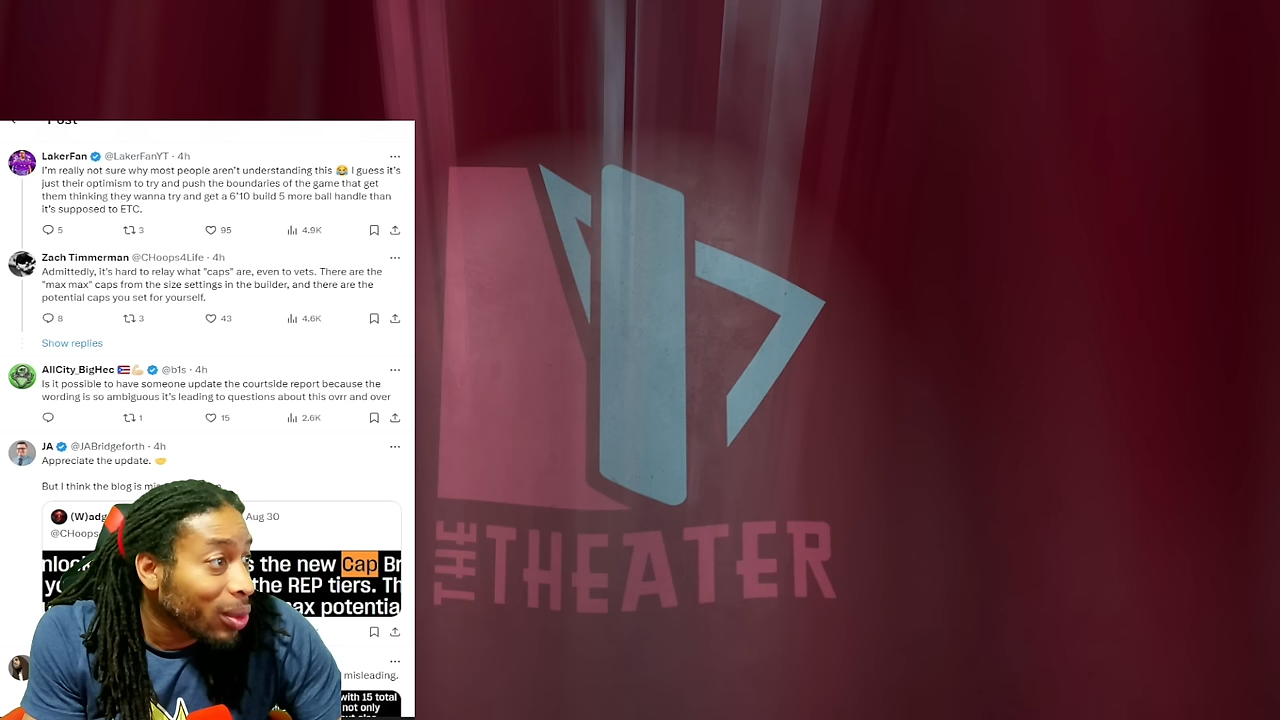 Post
LakerFan @LakerFanYT · 4h
I'm really not sure why most people aren't understanding this 😂 I guess it's
just their optimism to try and push the boundaries of the game that get
them thinking they wanna try and get a 6'10 build 5 more ball handle than
it's supposed to ETC.
5 3 95 4.9K
Zach Timmerman @CHoops4Life · 4h
Admittedly, it's hard to relay what "caps" are, even to vets. There are the
"max max" caps from the size settings in the builder, and there are the
potential caps you set for yourself.
8 3 43 4.6K
Show replies
AllCity_BigHec 🇵🇷💪🏼 @b1s · 4h
Is it possible to have someone update the courtside report because the
wording is so ambiguous it's leading to questions about this ovrr and over
1 15 2.6K
JA @JABridgeforth · 4h
Appreciate the update. 🤝
But I think the blog is
Aug 30
@CHoops
s the new Cap Br
the REP tiers. Th
ax potentia
misleading.
with 15 total
not only
THE THEATER